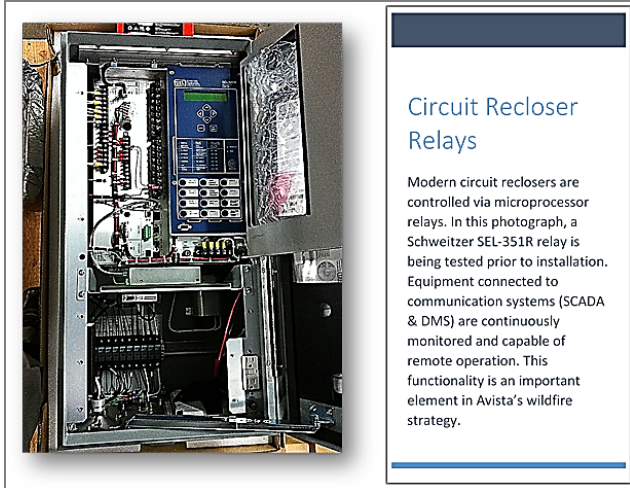 Circuit Recloser
Relays
Modern circuit reclosers are
controlled via microprocessor
relays. In this photograph, a
Schweitzer SEL-351R relay is
being tested prior to installation.
Equipment connected to
communication systems (SCADA
& DMS) are continuously
monitored and capable of
remote operation. This
functionality is an important
element in Avista's wildfire
strategy.